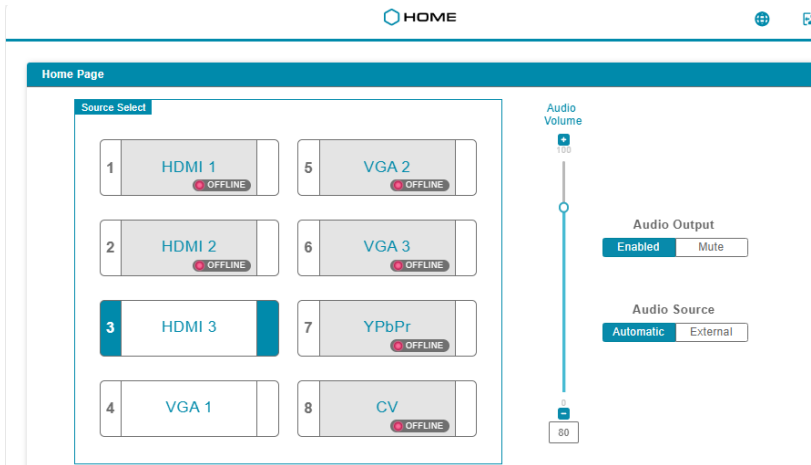 HOME
Home Page
Source Select
1 HDMI 1 OFFLINE
5 VGA 2 OFFLINE
2 HDMI 2 OFFLINE
6 VGA 3 OFFLINE
3 HDMI 3
7 YPbPr OFFLINE
4 VGA 1
8 CV OFFLINE
Audio
Volume
100
0
80
Audio Output
Enabled Mute
Audio Source
Automatic External